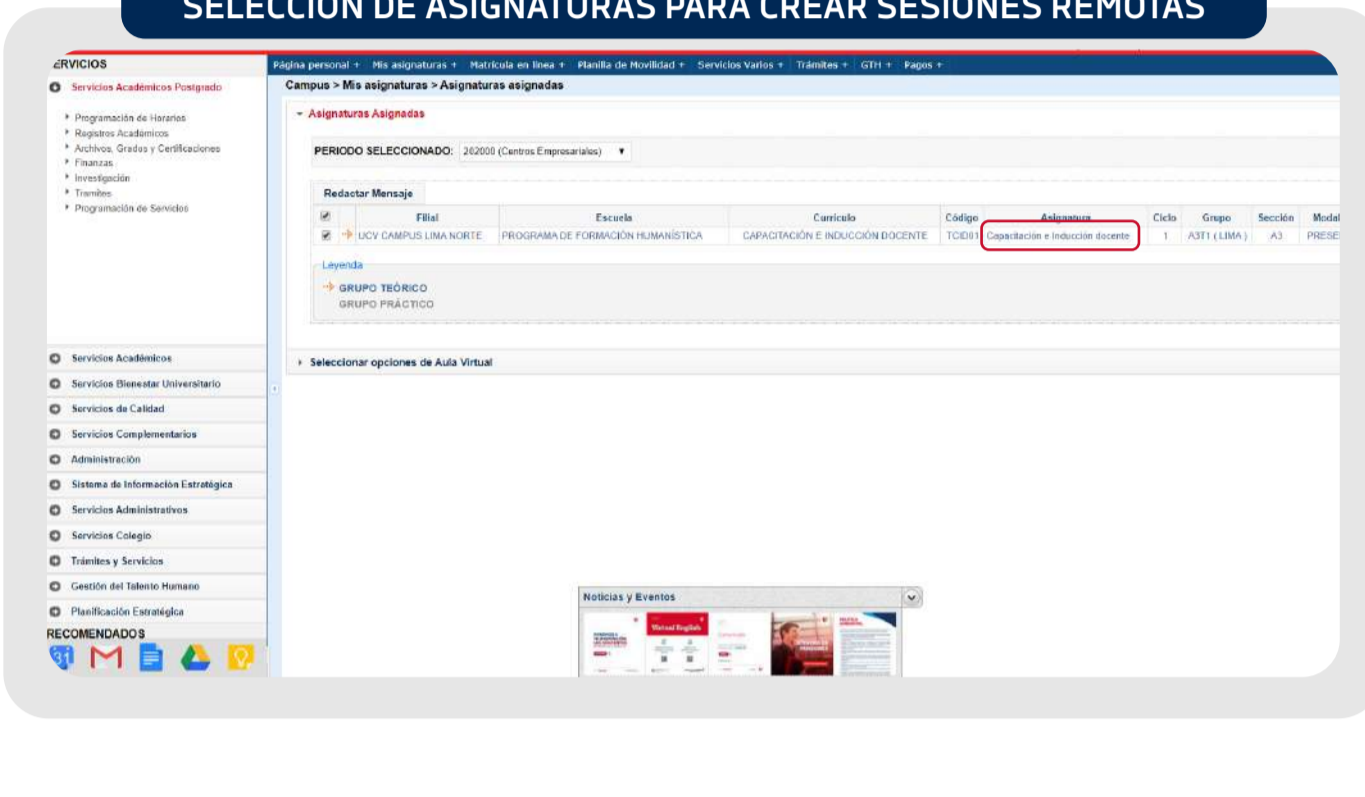 SELECCIÓN DE ASIGNATURAS PARA CREAR SESIONES REMOTAS
ERVICIOS
Servicios Académicos Postgrado
Programación de Horarios
Registros Académicos
Archivos, Grados y Certificaciones
Finanzas
Investigación
Tramites
Programación de Servicios
Servicios Académicos
Servicios Bienestar Universitario
Servicios de Calidad
Servicios Complementarios
Administración
Sistema de Información Estratégica
Servicios Administrativos
Servicios Colegio
Trámites y Servicios
Gestión del Talento Humano
Planificación Estratégica
RECOMENDADOS
31
Página personal + Mis asignaturas + Matrícula en línea + Planilla de Movilidad + Servicios Varios + Trámites + GTH + Pagos +
Campus > Mis asignaturas > Asignaturas asignadas
Asignaturas Asignadas
PERIODO SELECCIONADO: 202000 (Centros Empresariales)
Redactar Mensaje
Filial Escuela Currículo Código Asignatura Ciclo Grupo Sección Modal
UCV CAMPUS LIMA NORTE PROGRAMA DE FORMACIÓN HUMANÍSTICA CAPACITACIÓN E INDUCCIÓN DOCENTE TCID01 Capacitación e Inducción docente 1 A3T1 ( LIMA ) A3 PRESE
Leyenda
GRUPO TEÓRICO
GRUPO PRÁCTICO
Seleccionar opciones de Aula Virtual
Noticias y Eventos
Virtual English